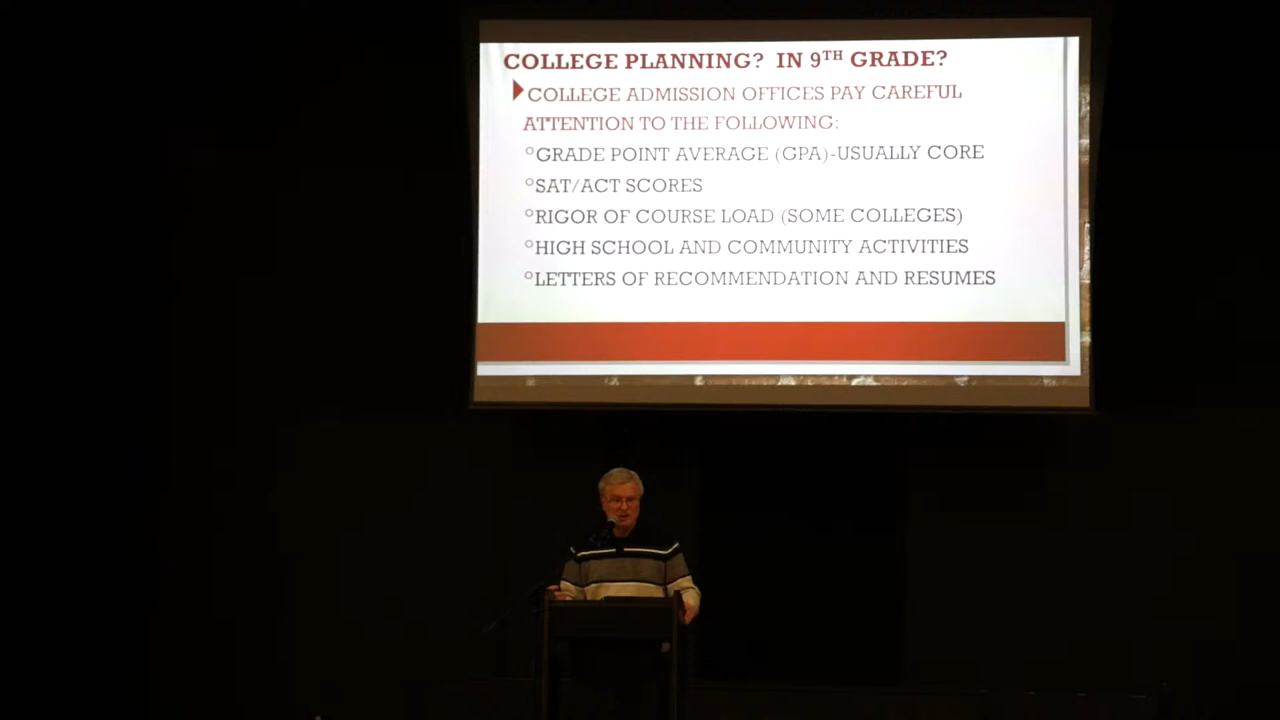 COLLEGE PLANNING? IN 9TH GRADE?
COLLEGE ADMISSION OFFICES PAY CAREFUL
ATTENTION TO THE FOLLOWING:
GRADE POINT AVERAGE (GPA)-USUALLY CORE
SAT/ACT SCORES
RIGOR OF COURSE LOAD (SOME COLLEGES)
HIGH SCHOOL AND COMMUNITY ACTIVITIES
LETTERS OF RECOMMENDATION AND RESUMES